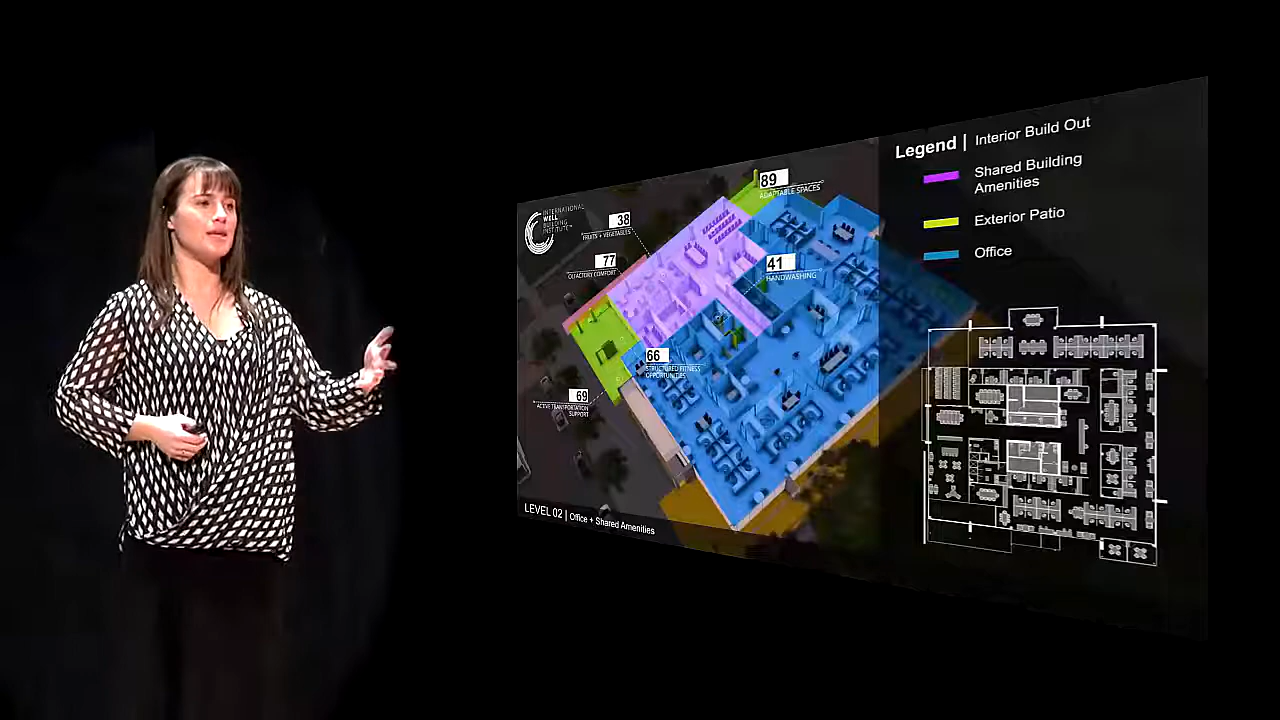 INTERNATIONAL
WELL
BUILDING
INSTITUTE™
38
FRUITS + VEGETABLES
77
OLFACTORY COMFORT
89
ADAPTABLE SPACES
41
HANDWASHING
66
STRUCTURED FITNESS
OPPORTUNITIES
69
ACTIVE TRANSPORTATION
SUPPORT
LEVEL 02 | Office + Shared Amenities
Legend | Interior Build Out
Shared Building
Amenities
Exterior Patio
Office